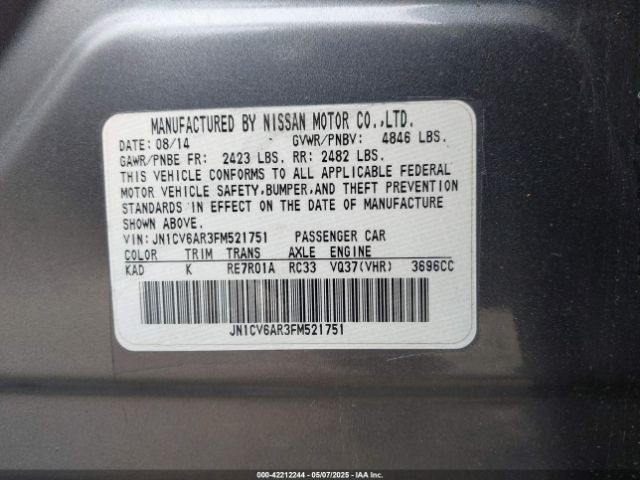 MANUFACTURED BY NISSAN MOTOR CO.,LTD.
DATE: 08/14 GVWR/PNBV: 4846 LBS.
GAWR/PNBE FR: 2423 LBS. RR: 2482 LBS.
THIS VEHICLE CONFORMS TO ALL APPLICABLE FEDERAL
MOTOR VEHICLE SAFETY,BUMPER,AND THEFT PREVENTION
STANDARDS IN EFFECT ON THE DATE OF MANUFACTURE
SHOWN ABOVE.
VIN: JN1CV6AR3FM521751 PASSENGER CAR
COLOR TRIM TRANS AXLE ENGINE
KAD K RE7R01A RC33 VQ37(VHR) 3696CC
JN1CV6AR3FM521751
000-42212244 | 05/07/2025 - IAA Inc.